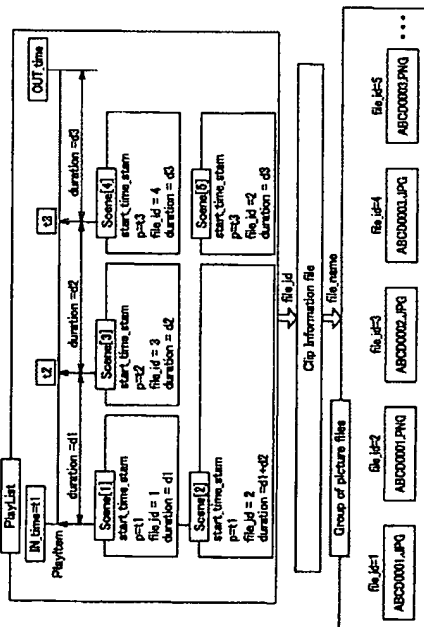 PlayList
IN_time=t1
t2
t3
OUT_time
PlayItem
duration =d1
duration =d2
duration =d3
Scene[1]
start_time_stam
p=t1
file_id = 1
duration = d1
Scene[3]
start_time_stam
p=t2
file_id = 3
duration = d2
Scene[4]
start_time_stam
p=t3
file_id = 4
duration = d3
Scene[2]
start_time_stam
p=t1
file_id = 2
duration =d1+d2
Scene[5]
start_time_stam
p=t3
file_id =2
duration = d3
file_id
Clip Information file
file_name
Group of picture files
file_id=1
ABCD0001.JPG
file_id=2
ABCD0001.PNG
file_id=3
ABCD0002.JPG
file_id=4
ABCD0003.JPG
file_id=5
ABCD0003.PNG
...